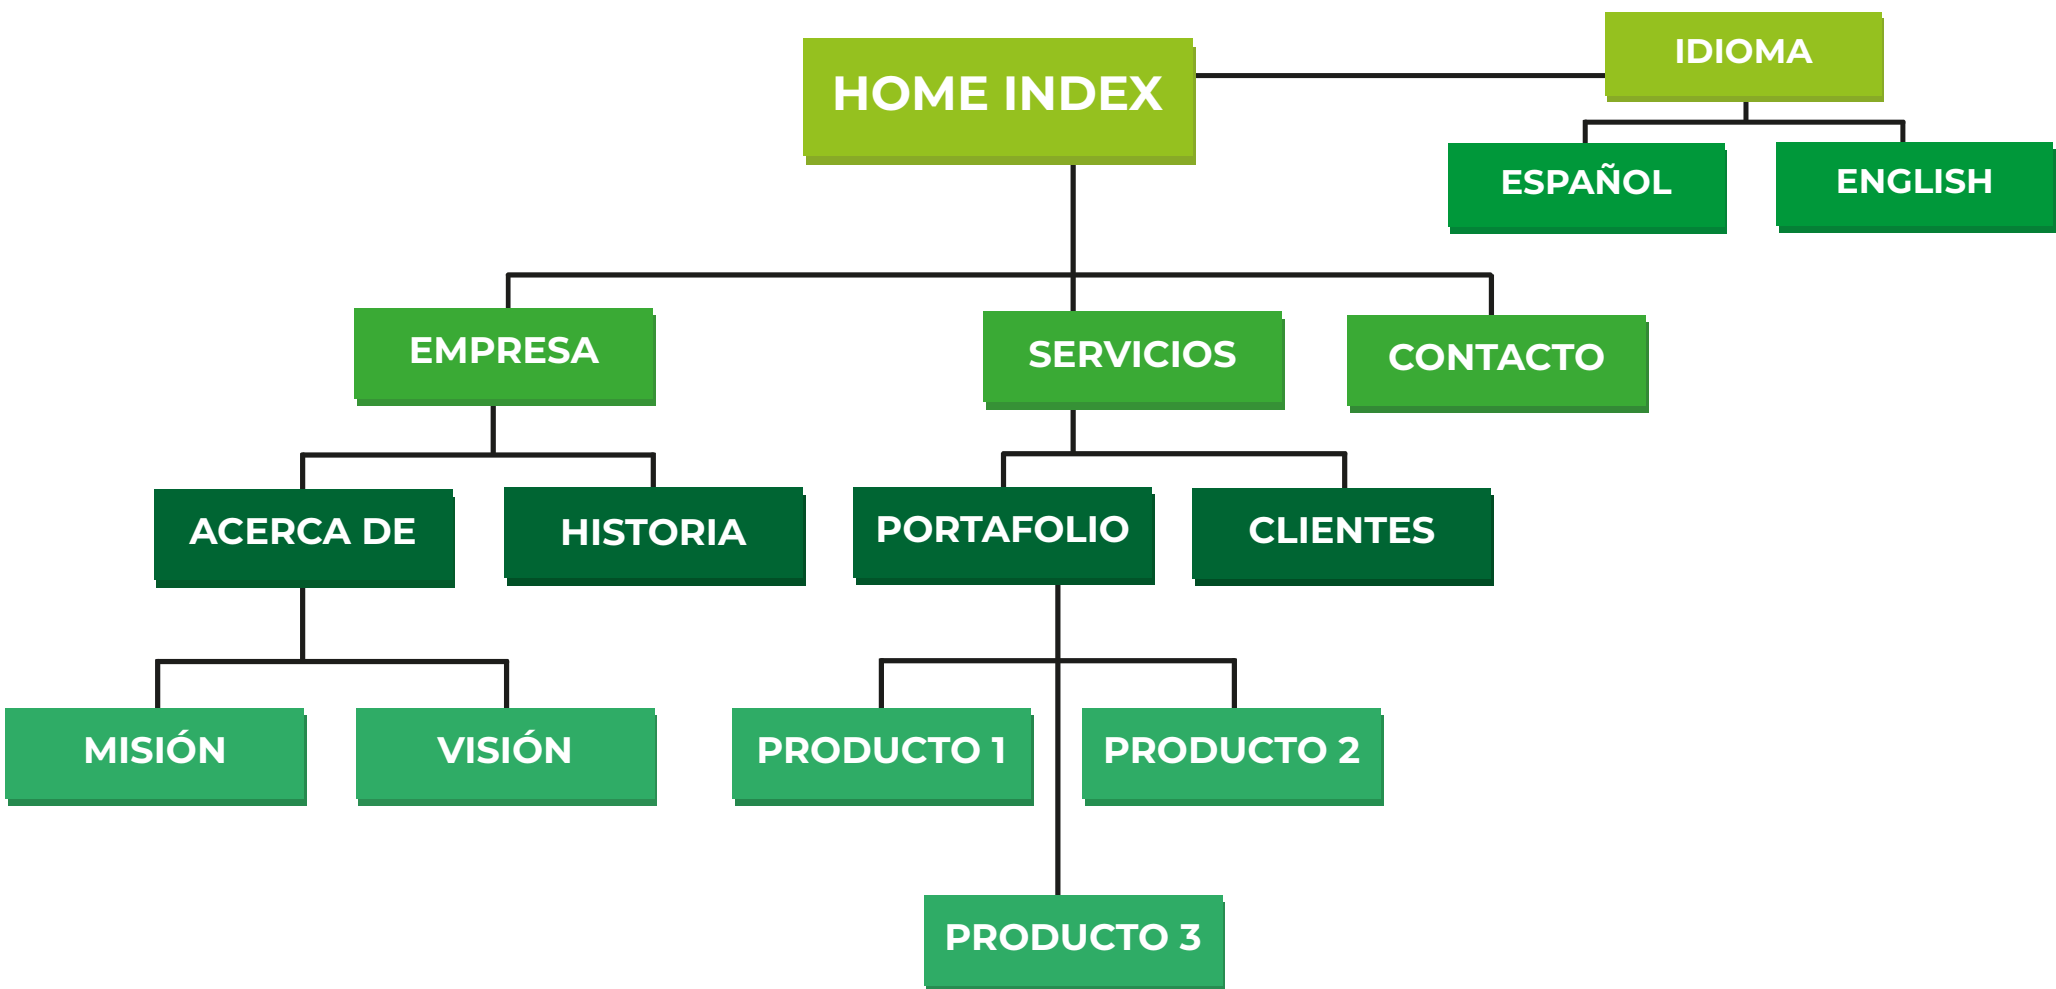 HOME INDEX
IDIOMA
ESPAÑOL
ENGLISH
EMPRESA
SERVICIOS
CONTACTO
ACERCA DE
HISTORIA
PORTAFOLIO
CLIENTES
MISIÓN
VISIÓN
PRODUCTO 1
PRODUCTO 2
PRODUCTO 3